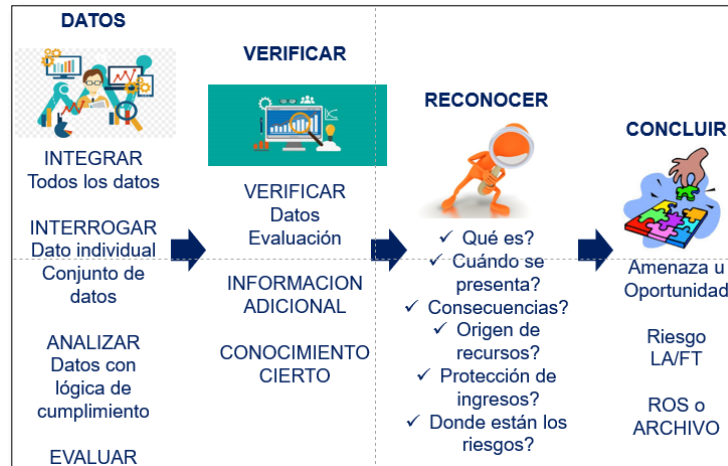 DATOS
INTEGRAR
Todos los datos
INTERROGAR
Dato individual
Conjunto de
datos
ANALIZAR
Datos con
lógica de
cumplimiento
EVALUAR
VERIFICAR
VERIFICAR
Datos
Evaluación
INFORMACION
ADICIONAL
CONOCIMIENTO
CIERTO
RECONOCER
✓ Qué es?
✓ Cuándo se
presenta?
✓ Consecuencias?
✓ Origen de
recursos?
✓ Protección de
ingresos?
✓ Donde están los
riesgos?
CONCLUIR
Amenaza u
Oportunidad
Riesgo
LA/FT
ROS o
ARCHIVO